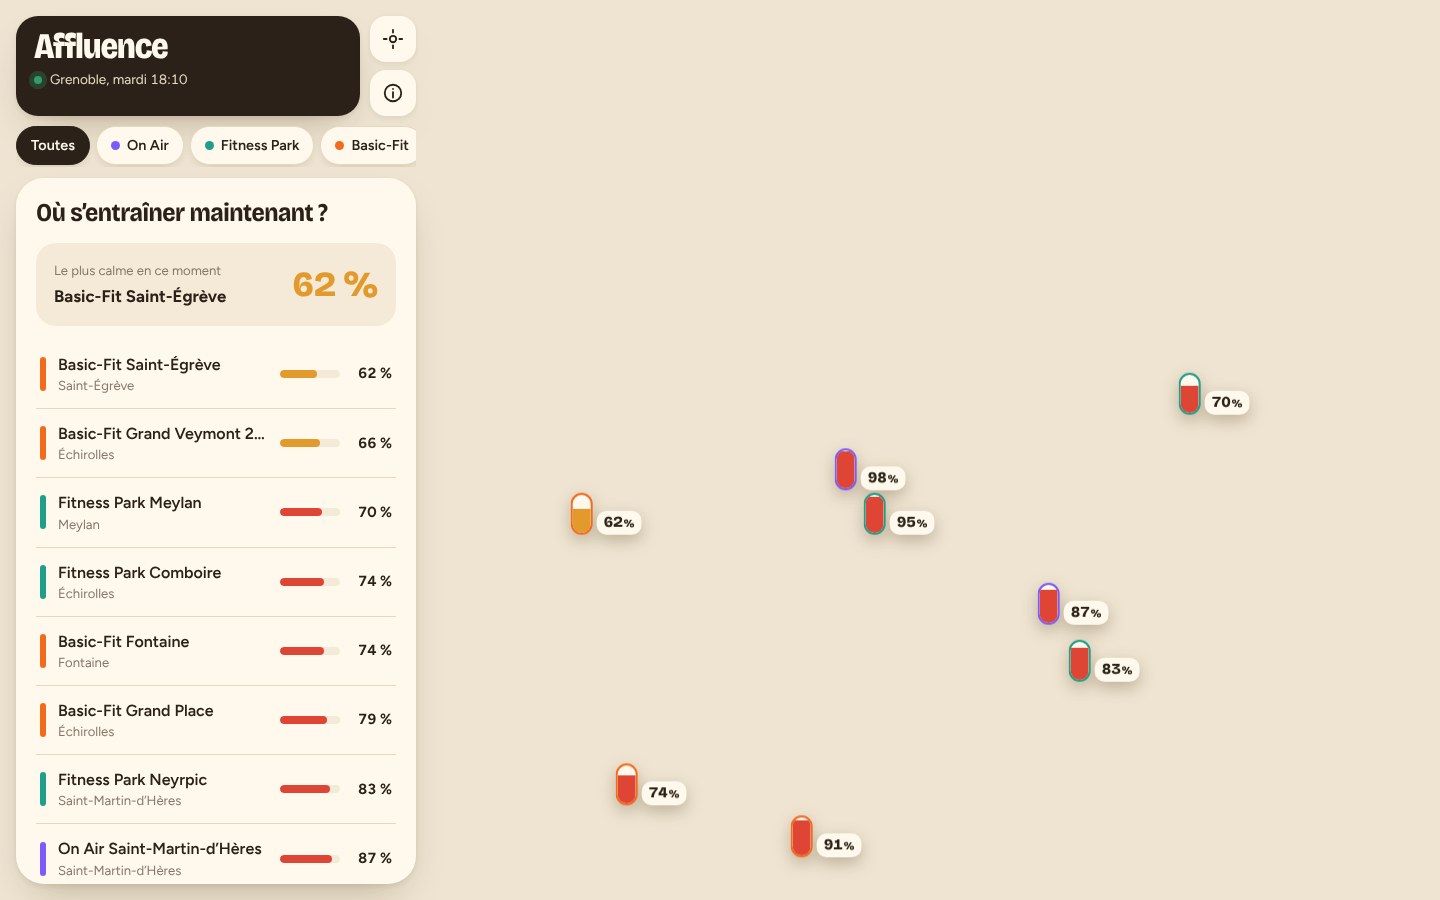 Affluence
Grenoble, mardi 18:10
Toutes
On Air
Fitness Park
Basic-Fit
Où s’entraîner maintenant ?
Le plus calme en ce moment
Basic-Fit Saint-Égrève
62 %
Basic-Fit Saint-Égrève
Saint-Égrève
62 %
Basic-Fit Grand Veymont 2...
Échirolles
66 %
Fitness Park Meylan
Meylan
70 %
Fitness Park Comboire
Échirolles
74 %
Basic-Fit Fontaine
Fontaine
74 %
Basic-Fit Grand Place
Échirolles
79 %
Fitness Park Neyrpic
Saint-Martin-d’Hères
83 %
On Air Saint-Martin-d’Hères
Saint-Martin-d’Hères
87 %
70%
98%
62%
95%
87%
83%
74%
91%